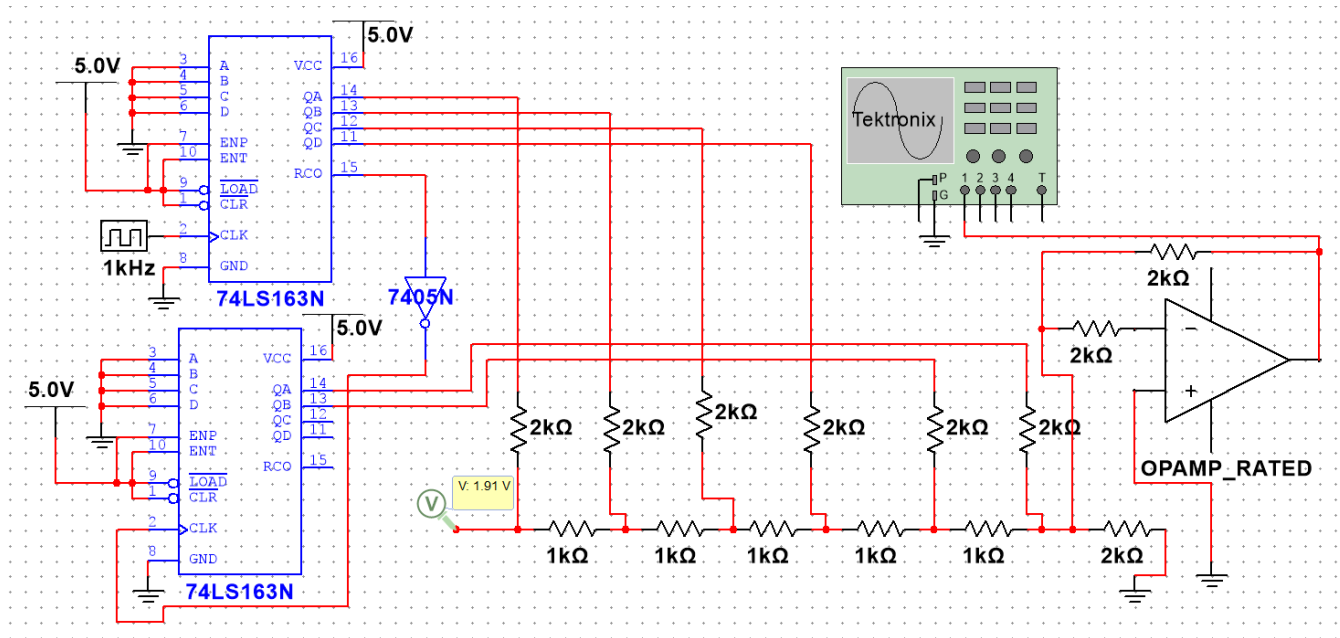 5.0V
5.0V
3 A VCC 16
4 B
5 C QA 14
6 D QB 13
QC 12
7 ENP QD 11
10 ENT
RCO 15
9 LOAD
1 CLR
2 CLK
8 GND
1kHz
74LS163N
7405N
5.0V
5.0V
3 A VCC 16
4 B
5 C QA 14
6 D QB 13
QC 12
7 ENP QD 11
10 ENT
RCO 15
9 LOAD
1 CLR
2 CLK
8 GND
74LS163N
Tektronix
P 1 2 3 4 T
G
2kΩ
2kΩ
−
+
OPAMP_RATED
2kΩ
2kΩ
2kΩ
2kΩ
2kΩ
2kΩ
V
V: 1.91 V
1kΩ
1kΩ
1kΩ
1kΩ
1kΩ
2kΩ